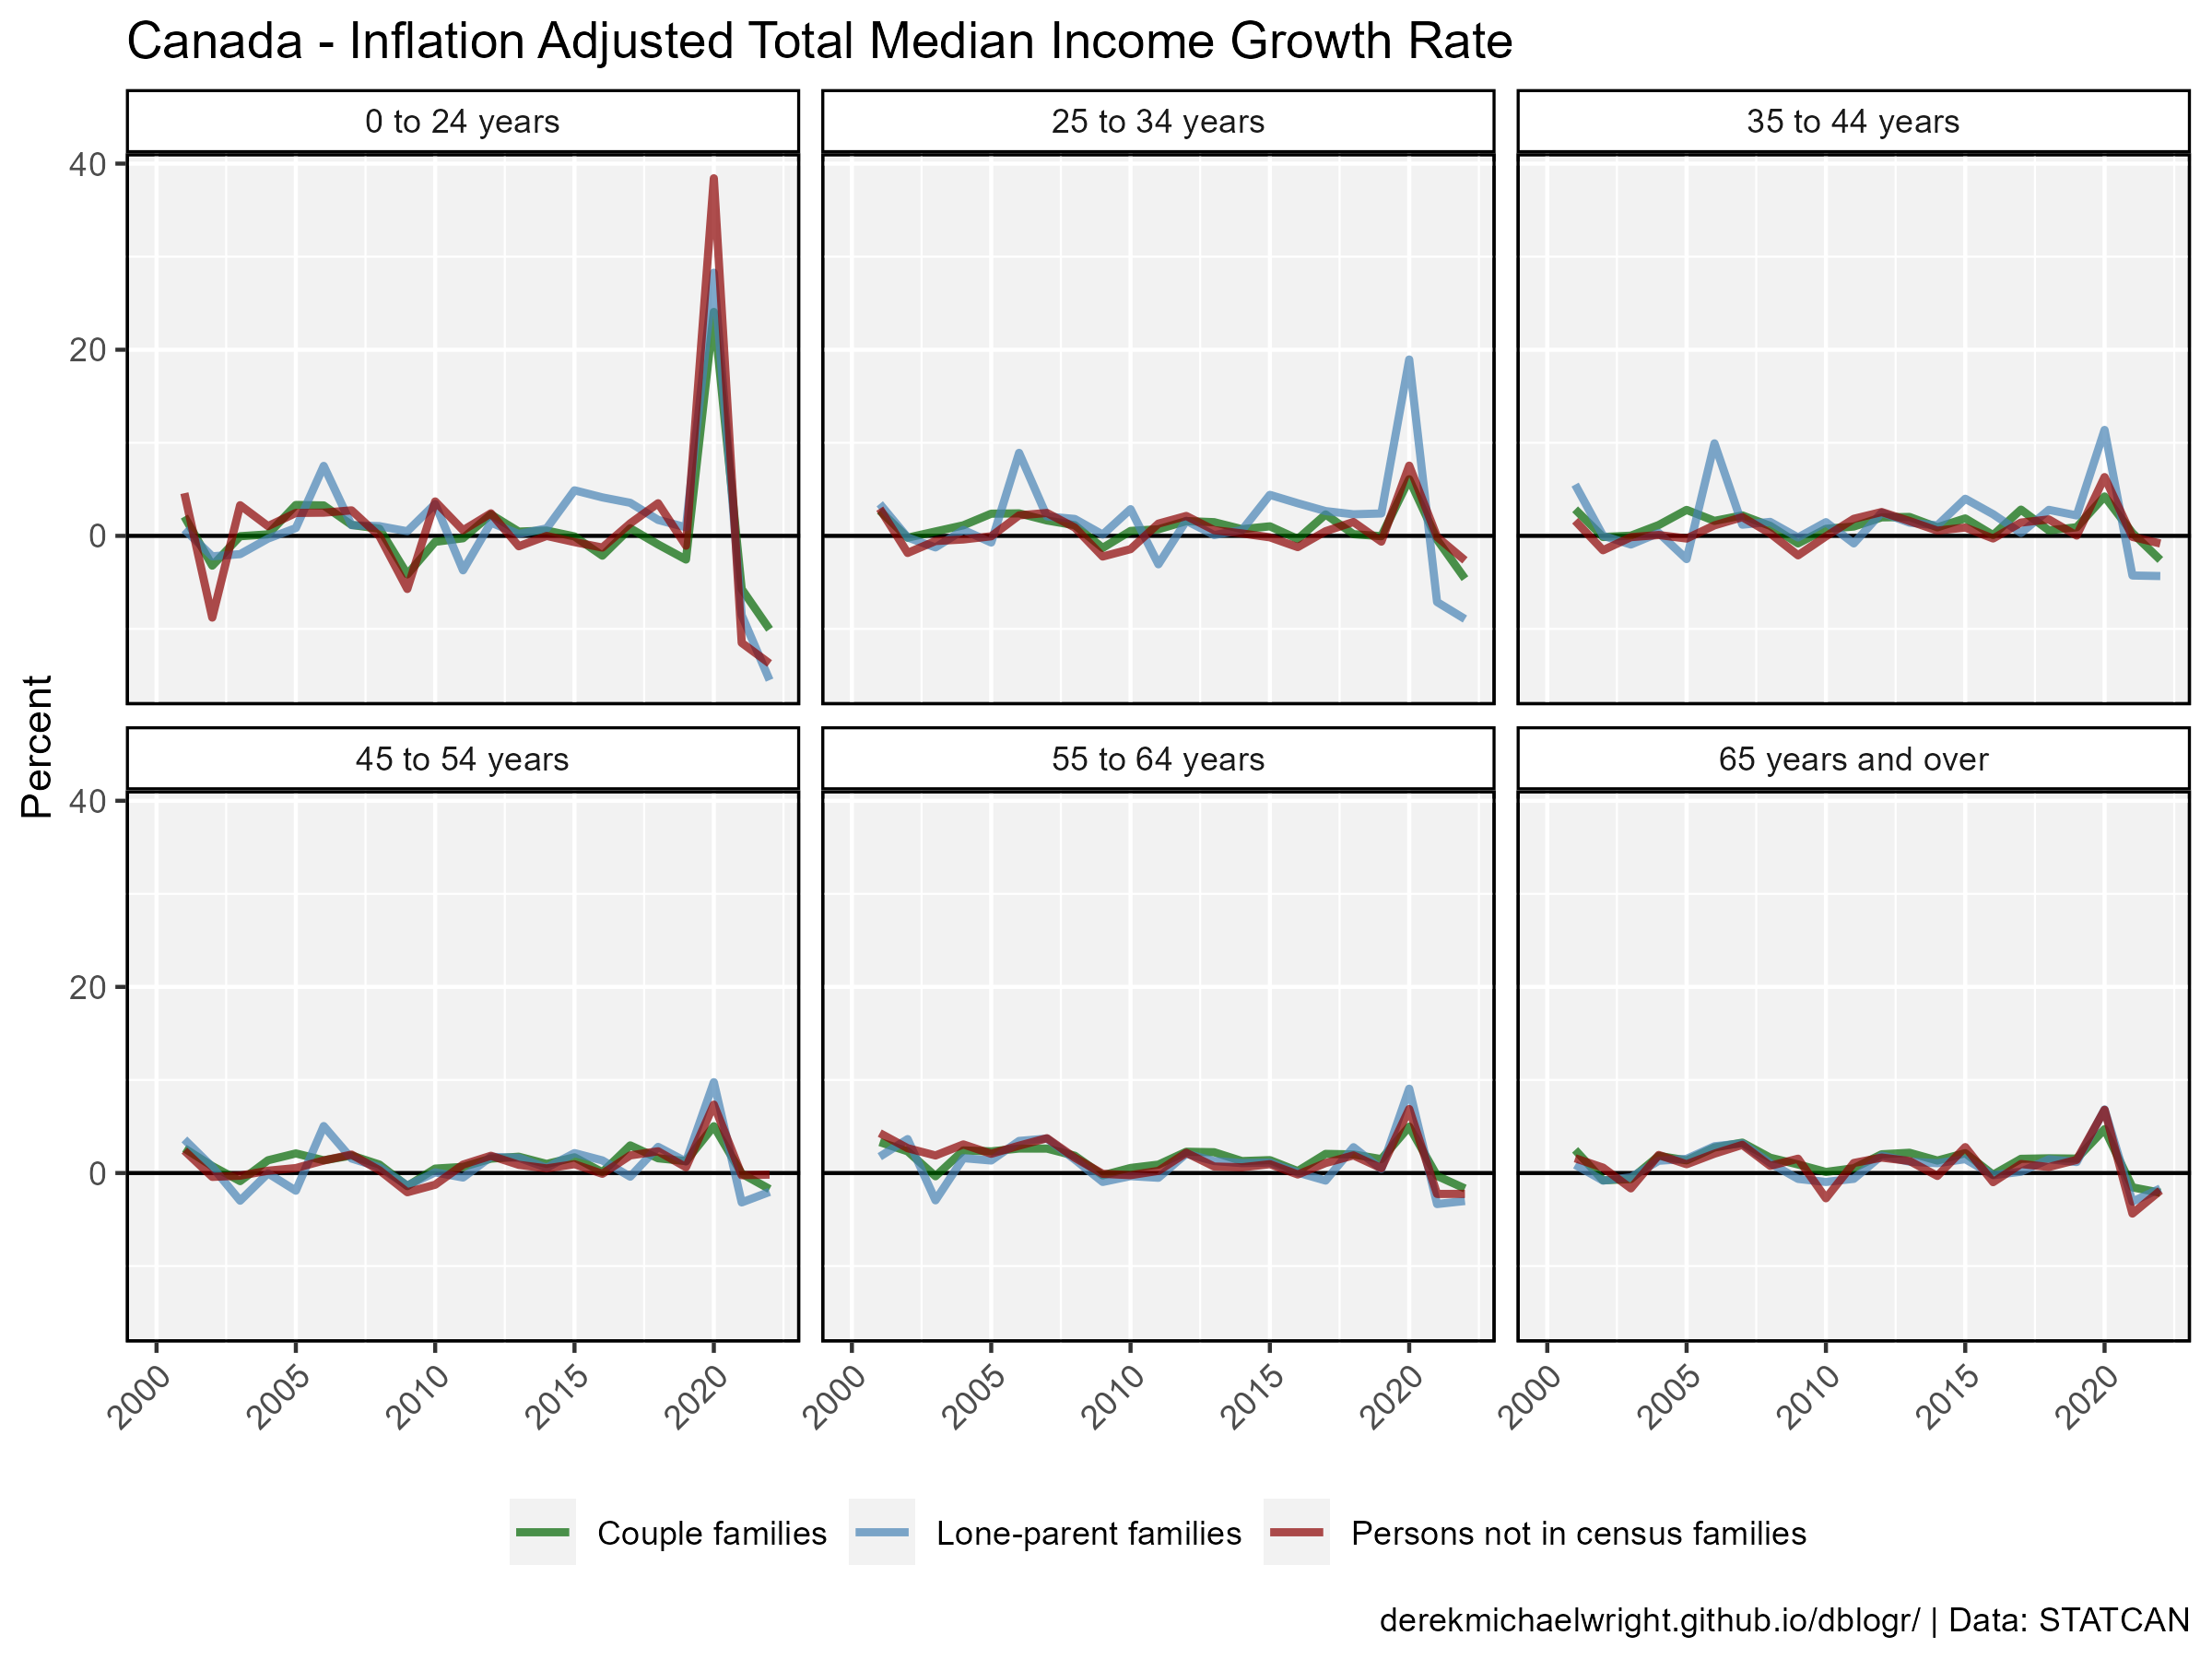 Canada - Inflation Adjusted Total Median Income Growth Rate
0 to 24 years
25 to 34 years
35 to 44 years
40
20
0
Percent
45 to 54 years
55 to 64 years
65 years and over
40
20
0
2000 2005 2010 2015 2020 2000 2005 2010 2015 2020 2000 2005 2010 2015 2020
Couple families Lone-parent families Persons not in census families
derekmichaelwright.github.io/dblogr/ | Data: STATCAN